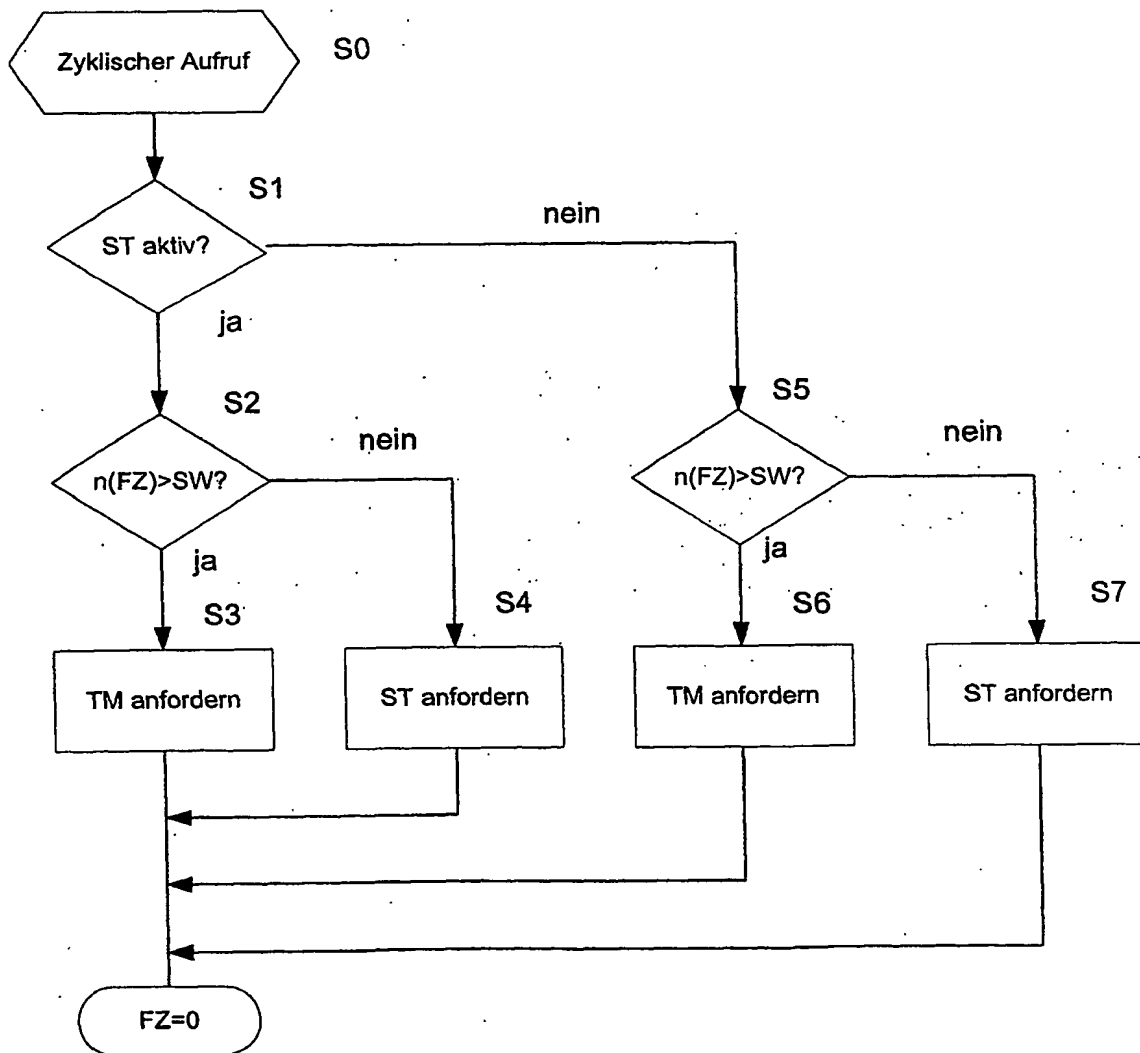 Zyklischer Aufruf
S0
S1
ST aktiv?
nein
ja
S2
n(FZ)>SW?
nein
ja
S5
n(FZ)>SW?
nein
ja
S3
TM anfordern
S4
ST anfordern
S6
TM anfordern
S7
ST anfordern
FZ=0